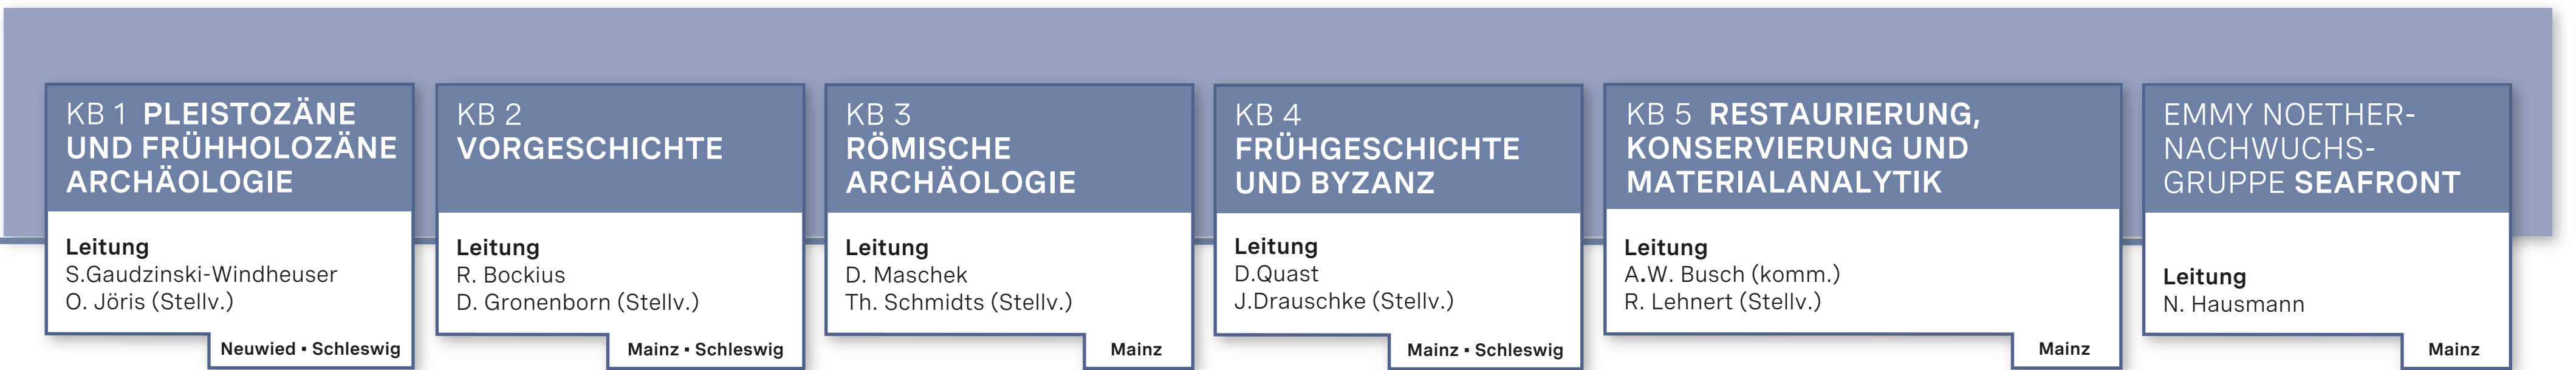 KB 1 PLEISTOZÄNE
UND FRÜHHOLOZÄNE
ARCHÄOLOGIE
Leitung
S.Gaudzinski-Windheuser
O. Jöris (Stellv.)
Neuwied ▪ Schleswig
KB 2
VORGESCHICHTE
Leitung
R. Bockius
D. Gronenborn (Stellv.)
Mainz ▪ Schleswig
KB 3
RÖMISCHE
ARCHÄOLOGIE
Leitung
D. Maschek
Th. Schmidts (Stellv.)
Mainz
KB 4
FRÜHGESCHICHTE
UND BYZANZ
Leitung
D.Quast
J.Drauschke (Stellv.)
Mainz ▪ Schleswig
KB 5 RESTAURIERUNG,
KONSERVIERUNG UND
MATERIALANALYTIK
Leitung
A.W. Busch (komm.)
R. Lehnert (Stellv.)
Mainz
EMMY NOETHER-
NACHWUCHS-
GRUPPE SEAFRONT
Leitung
N. Hausmann
Mainz